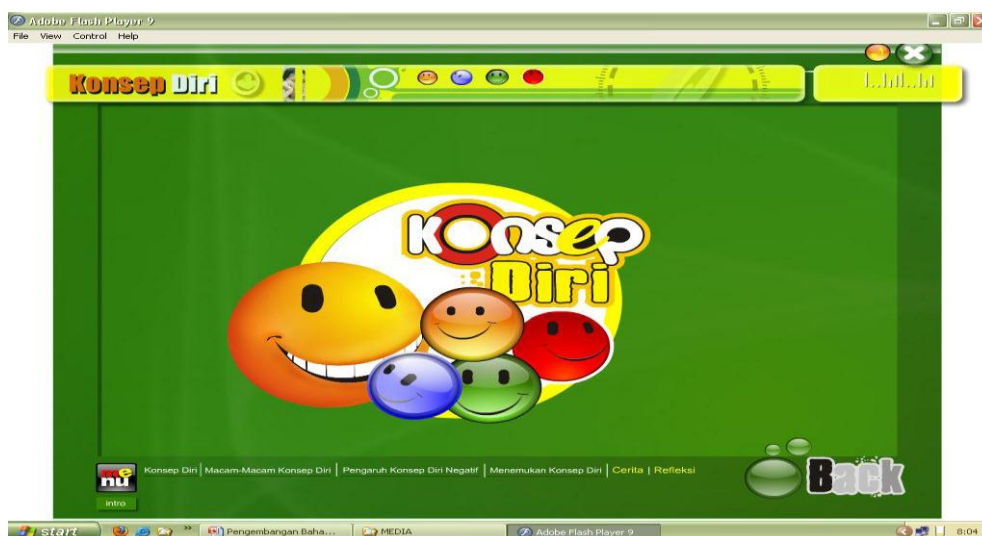 Adobe Flash Player 9
File View Control Help
Konsep Diri
Konsep
Diri
menu
Konsep Diri | Macam-Macam Konsep Diri | Pengaruh Konsep Diri Negatif | Menemukan Konsep Diri | Cerita | Refleksi
Back
intro
start
Pengembangan Baha...
MEDIA
Adobe Flash Player 9
8:04